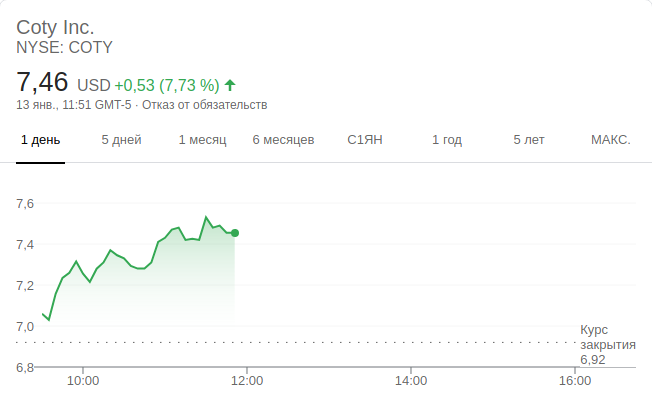 Coty Inc.
NYSE: COTY
7,46 USD +0,53 (7,73 %)
13 янв., 11:51 GMT-5 · Отказ от обязательств
1 день 5 дней 1 месяц 6 месяцев С1ЯН 1 год 5 лет МАКС.
7,6
7,4
7,2
7,0
Курс
закрытия
6,92
6,8
10:00 12:00 14:00 16:00